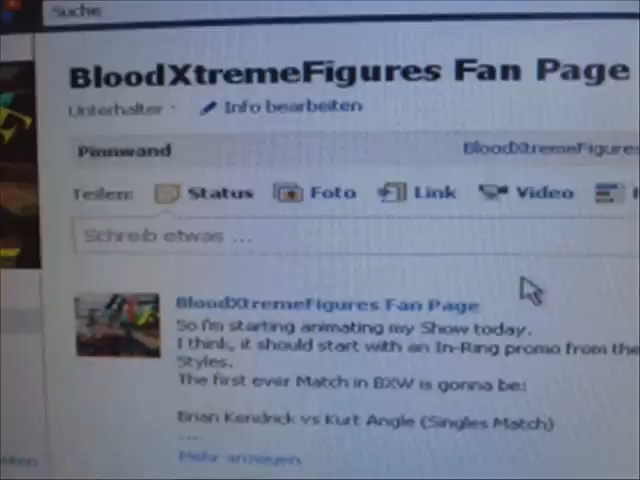 Suche
BloodXtremeFigures Fan Page
Unterhalter · Info bearbeiten
Pinnwand BloodXtremeFigures
Teilen: Status Foto Link Video
Schreib etwas ...
BloodXtremeFigures Fan Page
So I'm starting animating my Show today.
I think, it should start with an In-Ring promo from the
Styles.
The first ever Match in BXW is gonna be:
Brian Kendrick vs Kurt Angle (Singles Match)
...
Mehr anzeigen